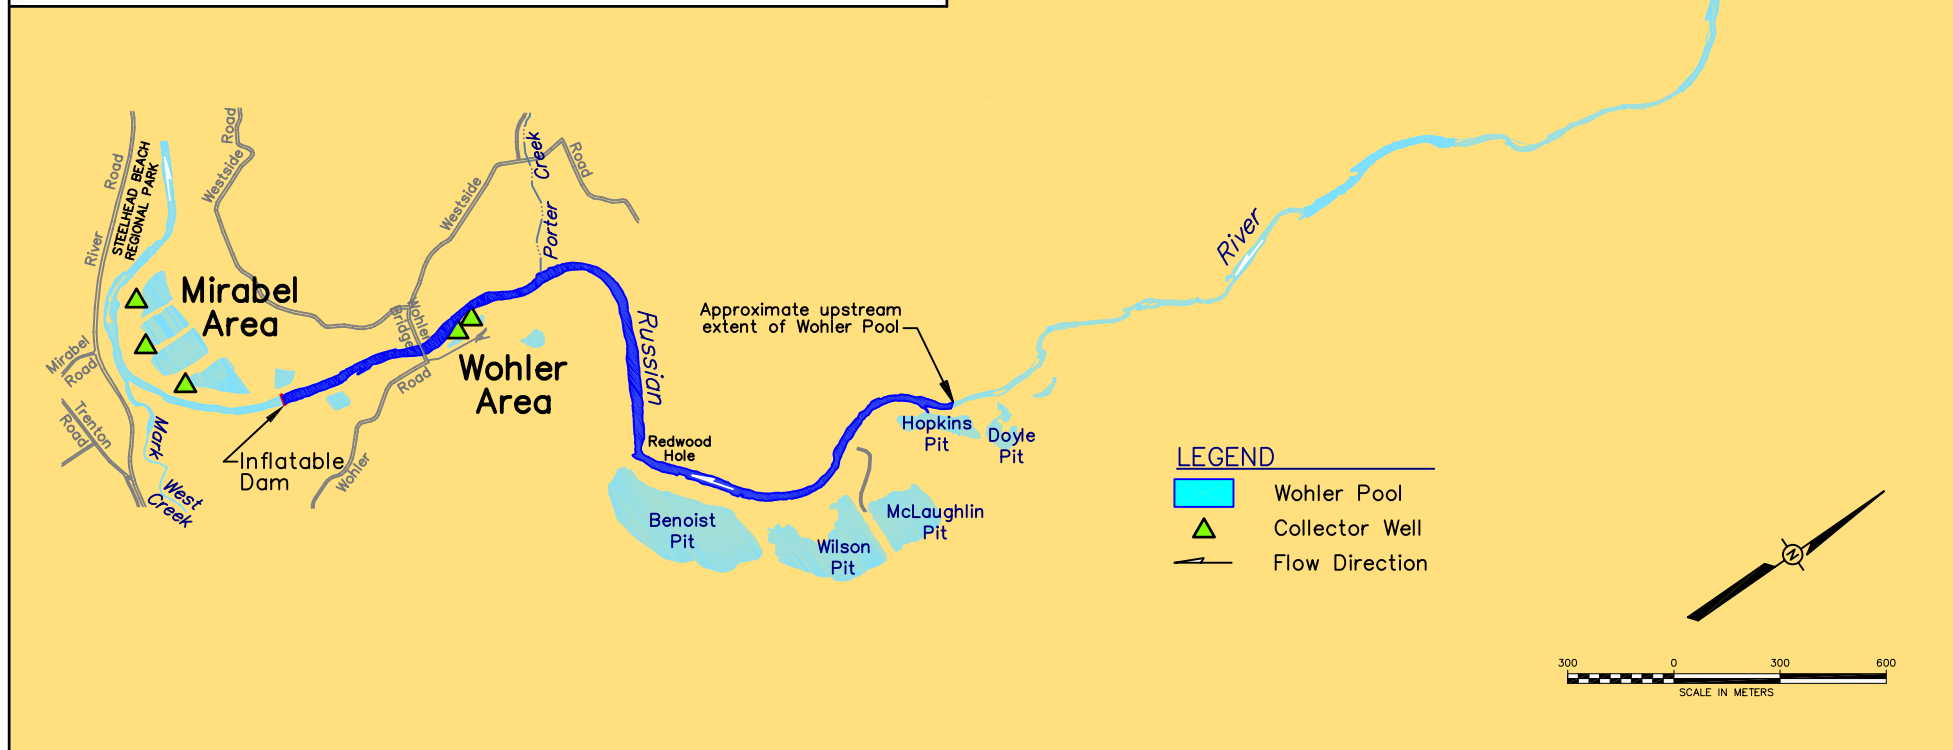 River
Road
STEELHEAD BEACH
REGIONAL PARK
Westside
Road
Mirabel
Area
Mirabel
Road
Trenton
Road
Mark
West
Creek
Inflatable
Dam
Westside
Road
Creek
Porter
Wohler
Bridge
Wohler
Area
Road
Wohler
Russian
Redwood
Hole
Approximate upstream
extent of Wohler Pool
River
Hopkins
Pit
Doyle
Pit
Benoist
Pit
Wilson
Pit
McLaughlin
Pit
LEGEND
Wohler Pool
Collector Well
Flow Direction
N
300 0 300 600
SCALE IN METERS